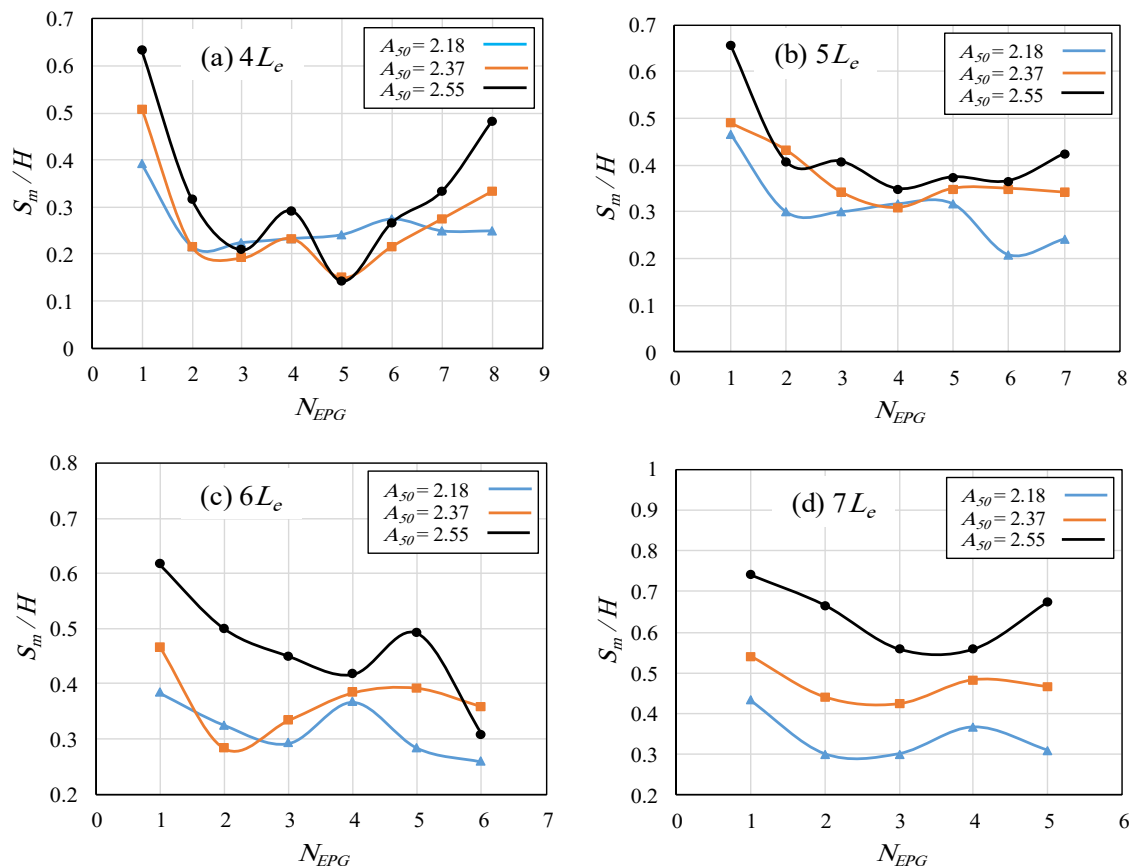 (a) 4L_e
A_50 = 2.18
A_50 = 2.37
A_50 = 2.55
S_m / H
0.7
0.6
0.5
0.4
0.3
0.2
0.1
0
0 1 2 3 4 5 6 7 8 9
N_EPG
(b) 5L_e
A_50 = 2.18
A_50 = 2.37
A_50 = 2.55
S_m / H
0.7
0.6
0.5
0.4
0.3
0.2
0.1
0
0 1 2 3 4 5 6 7 8
N_EPG
(c) 6L_e
A_50 = 2.18
A_50 = 2.37
A_50 = 2.55
S_m / H
0.8
0.7
0.6
0.5
0.4
0.3
0.2
0 1 2 3 4 5 6 7
N_EPG
(d) 7L_e
A_50 = 2.18
A_50 = 2.37
A_50 = 2.55
S_m / H
1
0.9
0.8
0.7
0.6
0.5
0.4
0.3
0.2
0 1 2 3 4 5 6
N_EPG